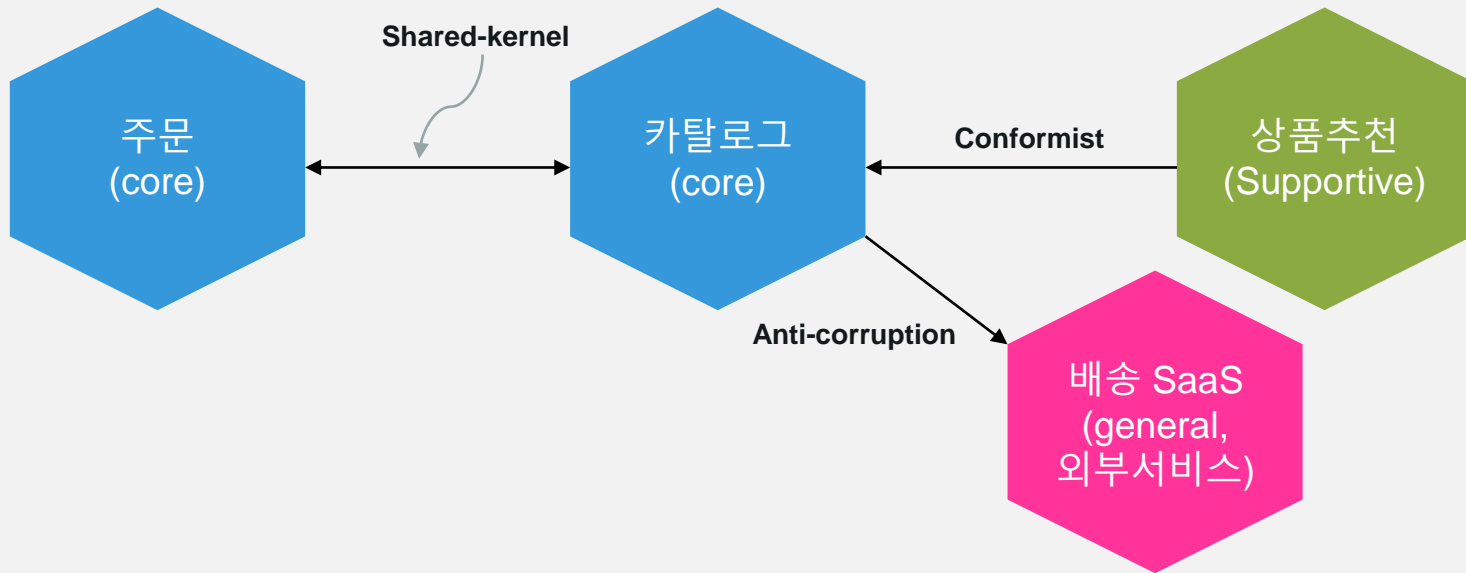 Shared-kernel
주문
(core)
카탈로그
(core)
Conformist
상품추천
(Supportive)
Anti-corruption
배송 SaaS
(general,
외부서비스)